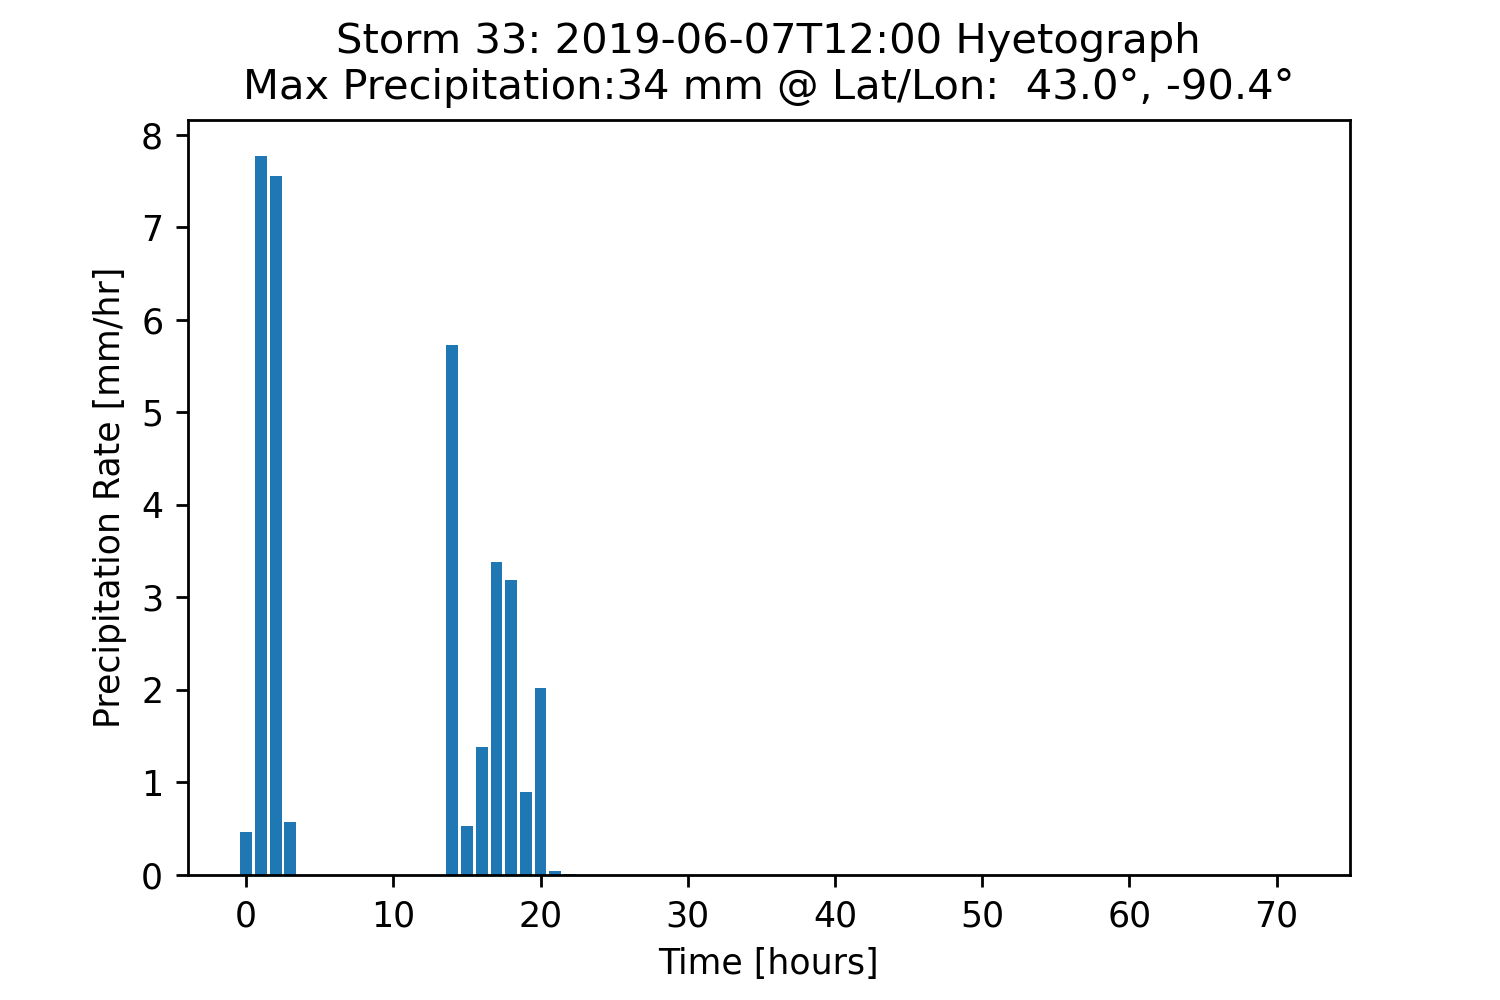 Storm 33: 2019-06-07T12:00 Hyetograph
Max Precipitation:34 mm @ Lat/Lon:  43.0°, -90.4°
8
7
6
5
4
3
2
1
0
Precipitation Rate [mm/hr]
0 10 20 30 40 50 60 70
Time [hours]